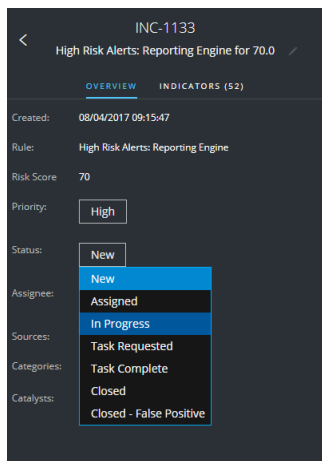 INC-1133
High Risk Alerts: Reporting Engine for 70.0
OVERVIEW INDICATORS (52)
Created: 08/04/2017 09:15:47
Rule: High Risk Alerts: Reporting Engine
Risk Score 70
Priority: High
Status: New
New
Assigned
In Progress
Task Requested
Task Complete
Closed
Closed - False Positive
Assignee:
Sources:
Categories:
Catalysts: